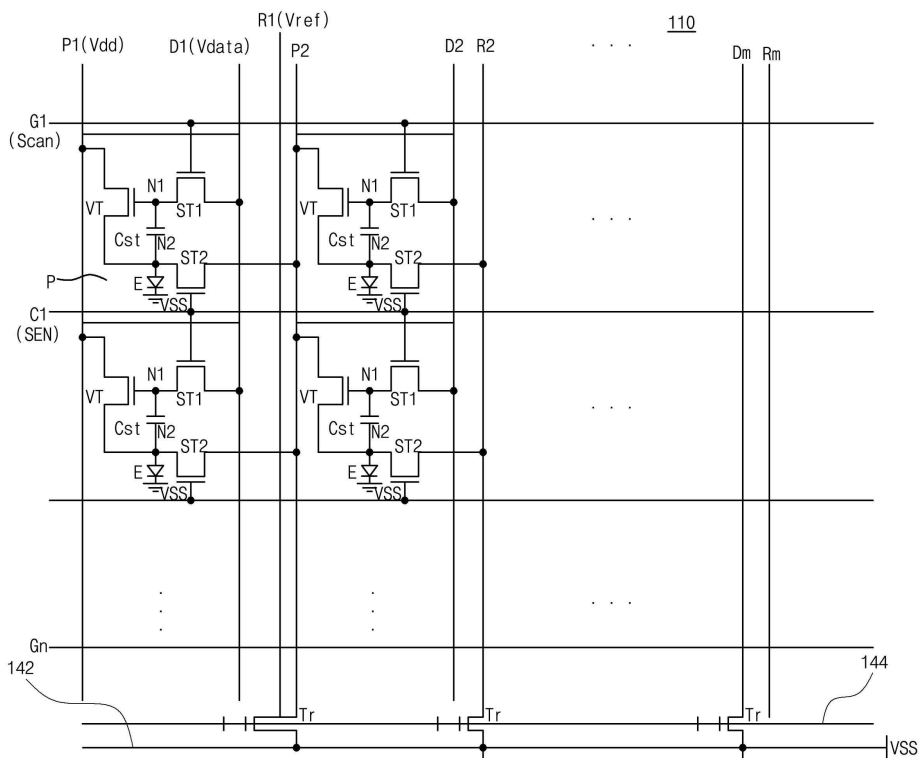 R1(Vref)
110
P1(Vdd) D1(Vdata) P2 D2 R2 . . . Dm Rm
G1
(Scan)
N1 N1
VT ST1 VT ST1 . . .
Cst N2 Cst N2
ST2 ST2
P E E
VSS VSS
C1
(SEN)
N1 N1
VT ST1 VT ST1 . . .
Cst N2 Cst N2
ST2 ST2
E E
VSS VSS
. . .
Gn
142 144
Tr Tr Tr
VSS